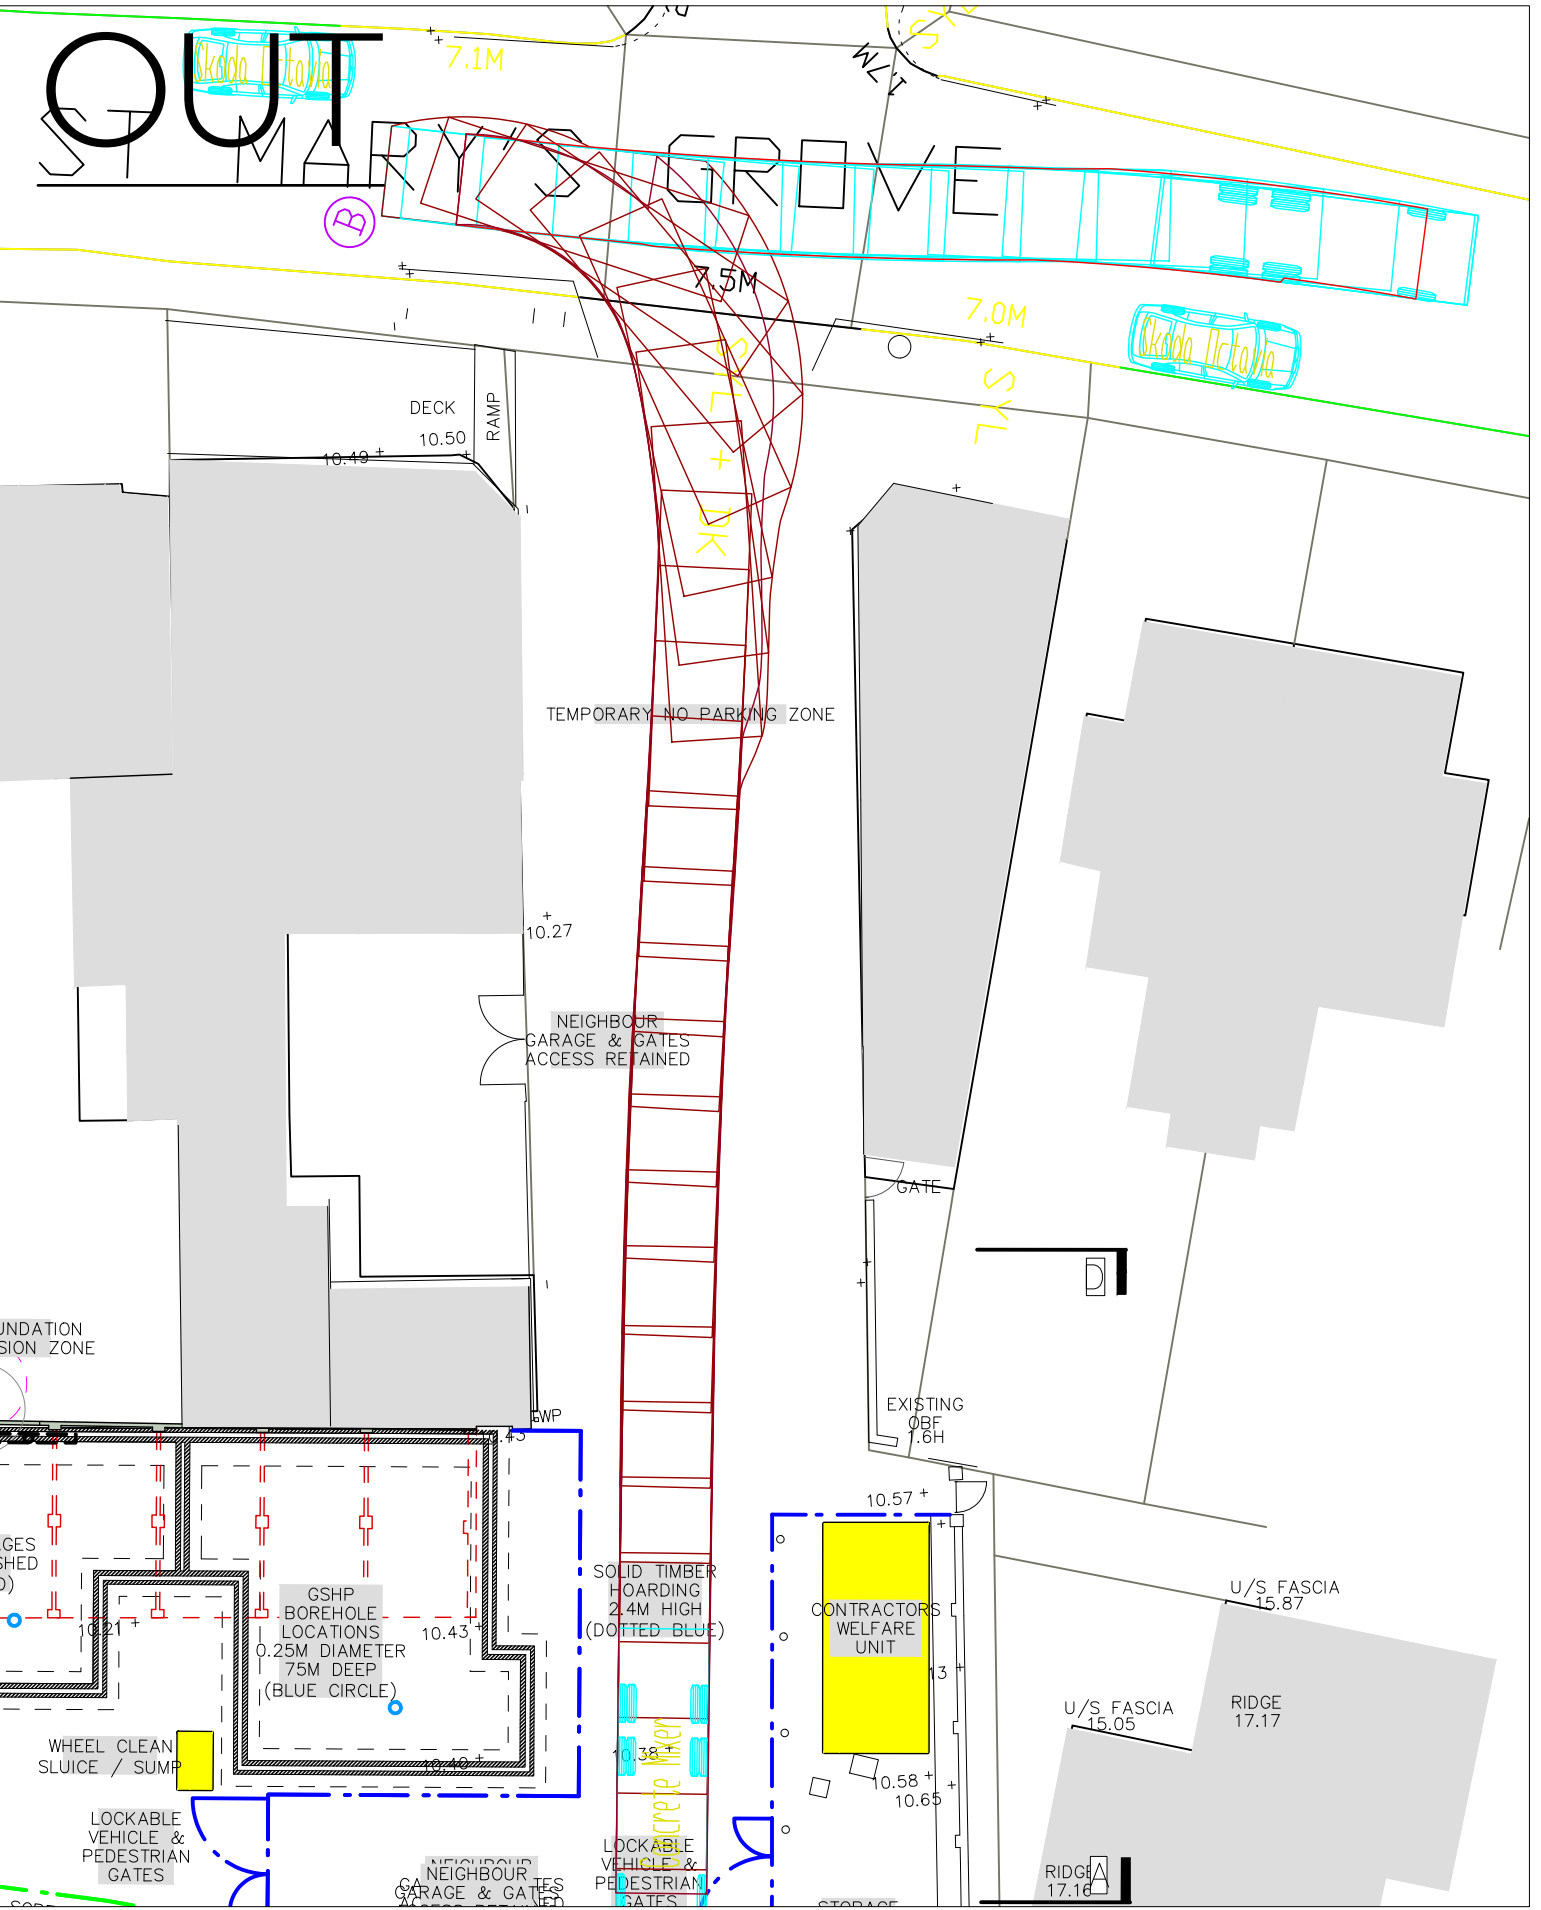 OUT
Skoda Octavia
7.1M
1.7M
ST MARY'S GROVE
B
7.5M
7.0M
Skoda Octavia
SYL + DK
SYL
DECK
RAMP
10.50
10.49
TEMPORARY NO PARKING ZONE
10.27
NEIGHBOUR
GARAGE & GATES
ACCESS RETAINED
GATE
EXISTING
OBF
1.6H
10.57
SOLID TIMBER
HOARDING
2.4M HIGH
(DOTTED BLUE)
CONTRACTORS
WELFARE
UNIT
GSHP
BOREHOLE
LOCATIONS
0.25M DIAMETER
75M DEEP
(BLUE CIRCLE)
10.21
10.43
U/S FASCIA
15.87
U/S FASCIA
15.05
RIDGE
17.17
WHEEL CLEAN
SLUICE / SUMP
10.40
10.38
Concrete Mixer
10.58
10.65
LOCKABLE
VEHICLE &
PEDESTRIAN
GATES
LOCKABLE
VEHICLE &
PEDESTRIAN
GATES
NEIGHBOUR
GARAGE & GATES
RIDGE
17.16
A
D
STORAGE